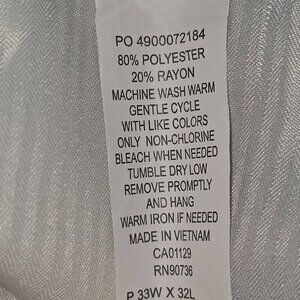 PO 4900072184
80% POLYESTER
20% RAYON
MACHINE WASH WARM
GENTLE CYCLE
WITH LIKE COLORS
ONLY NON-CHLORINE
BLEACH WHEN NEEDED
TUMBLE DRY LOW
REMOVE PROMPTLY
AND HANG
WARM IRON IF NEEDED
MADE IN VIETNAM
CA01129
RN90736
P 33W X 32L